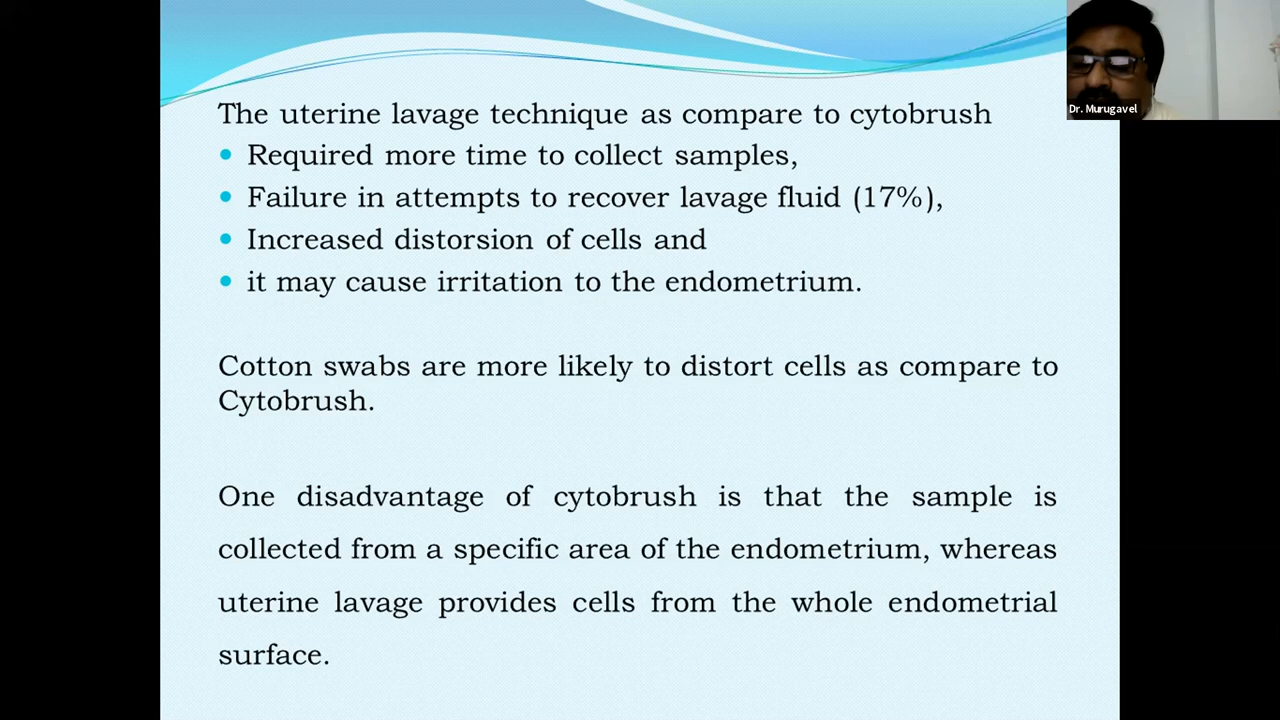 Dr. Murugavel
The uterine lavage technique as compare to cytobrush
• Required more time to collect samples,
• Failure in attempts to recover lavage fluid (17%),
• Increased distorsion of cells and
• it may cause irritation to the endometrium.
Cotton swabs are more likely to distort cells as compare to
Cytobrush.
One disadvantage of cytobrush is that the sample is
collected from a specific area of the endometrium, whereas
uterine lavage provides cells from the whole endometrial
surface.